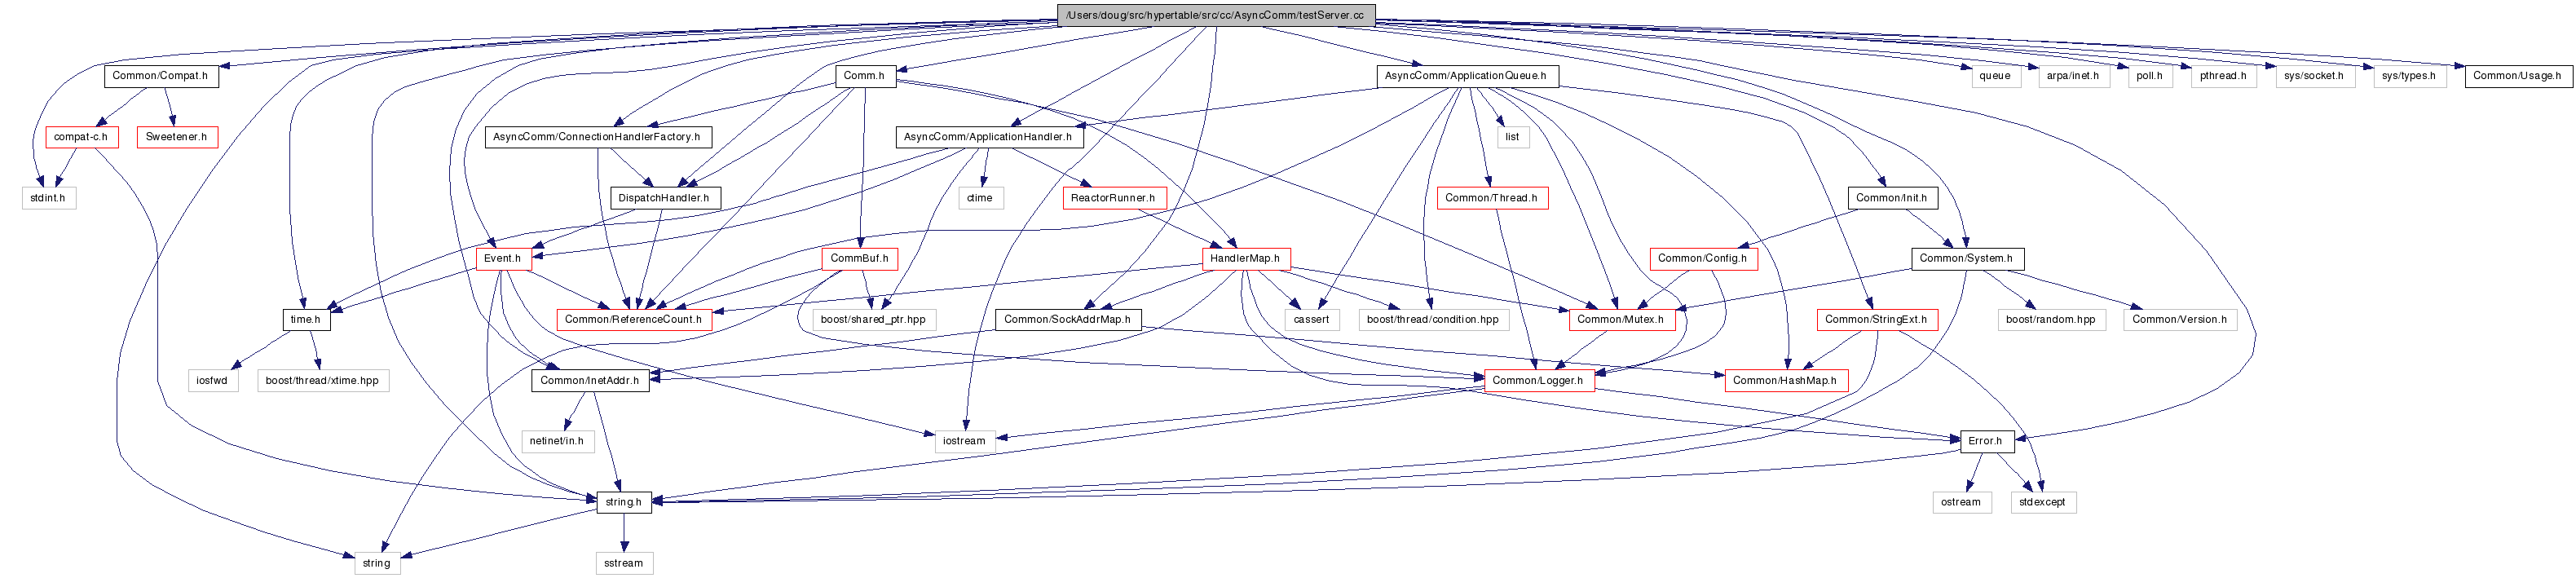 /Users/doug/src/hypertable/src/cc/AsyncComm/testServer.cc
Common/Compat.h
Comm.h
AsyncComm/ApplicationQueue.h
queue
arpa/inet.h
poll.h
pthread.h
sys/socket.h
sys/types.h
Common/Usage.h
compat-c.h
Sweetener.h
AsyncComm/ConnectionHandlerFactory.h
AsyncComm/ApplicationHandler.h
list
stdint.h
DispatchHandler.h
ctime
ReactorRunner.h
Common/Thread.h
Common/Init.h
Event.h
CommBuf.h
HandlerMap.h
Common/Config.h
Common/System.h
time.h
Common/ReferenceCount.h
boost/shared_ptr.hpp
Common/SockAddrMap.h
cassert
boost/thread/condition.hpp
Common/Mutex.h
Common/StringExt.h
boost/random.hpp
Common/Version.h
iosfwd
boost/thread/xtime.hpp
Common/InetAddr.h
Common/Logger.h
Common/HashMap.h
netinet/in.h
iostream
Error.h
string.h
ostream
stdexcept
string
sstream